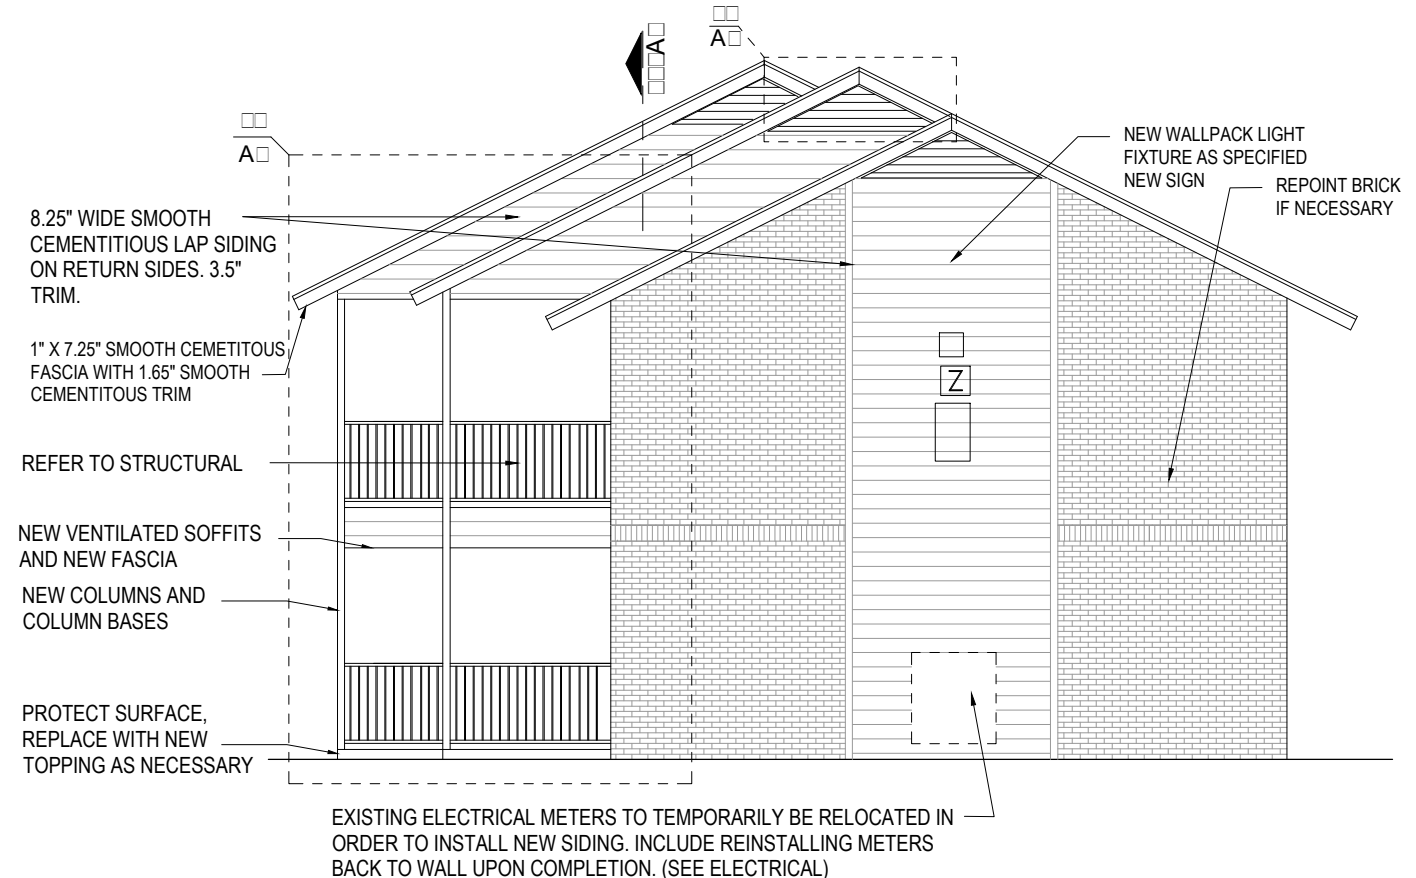 A
A
A
8.25" WIDE SMOOTH
CEMENTITIOUS LAP SIDING
ON RETURN SIDES. 3.5"
TRIM.
1" X 7.25" SMOOTH CEMETITOUS
FASCIA WITH 1.65" SMOOTH
CEMENTITOUS TRIM
REFER TO STRUCTURAL
NEW VENTILATED SOFFITS
AND NEW FASCIA
NEW COLUMNS AND
COLUMN BASES
PROTECT SURFACE,
REPLACE WITH NEW
TOPPING AS NECESSARY
NEW WALLPACK LIGHT
FIXTURE AS SPECIFIED
NEW SIGN
REPOINT BRICK
IF NECESSARY
Z
EXISTING ELECTRICAL METERS TO TEMPORARILY BE RELOCATED IN
ORDER TO INSTALL NEW SIDING. INCLUDE REINSTALLING METERS
BACK TO WALL UPON COMPLETION. (SEE ELECTRICAL)